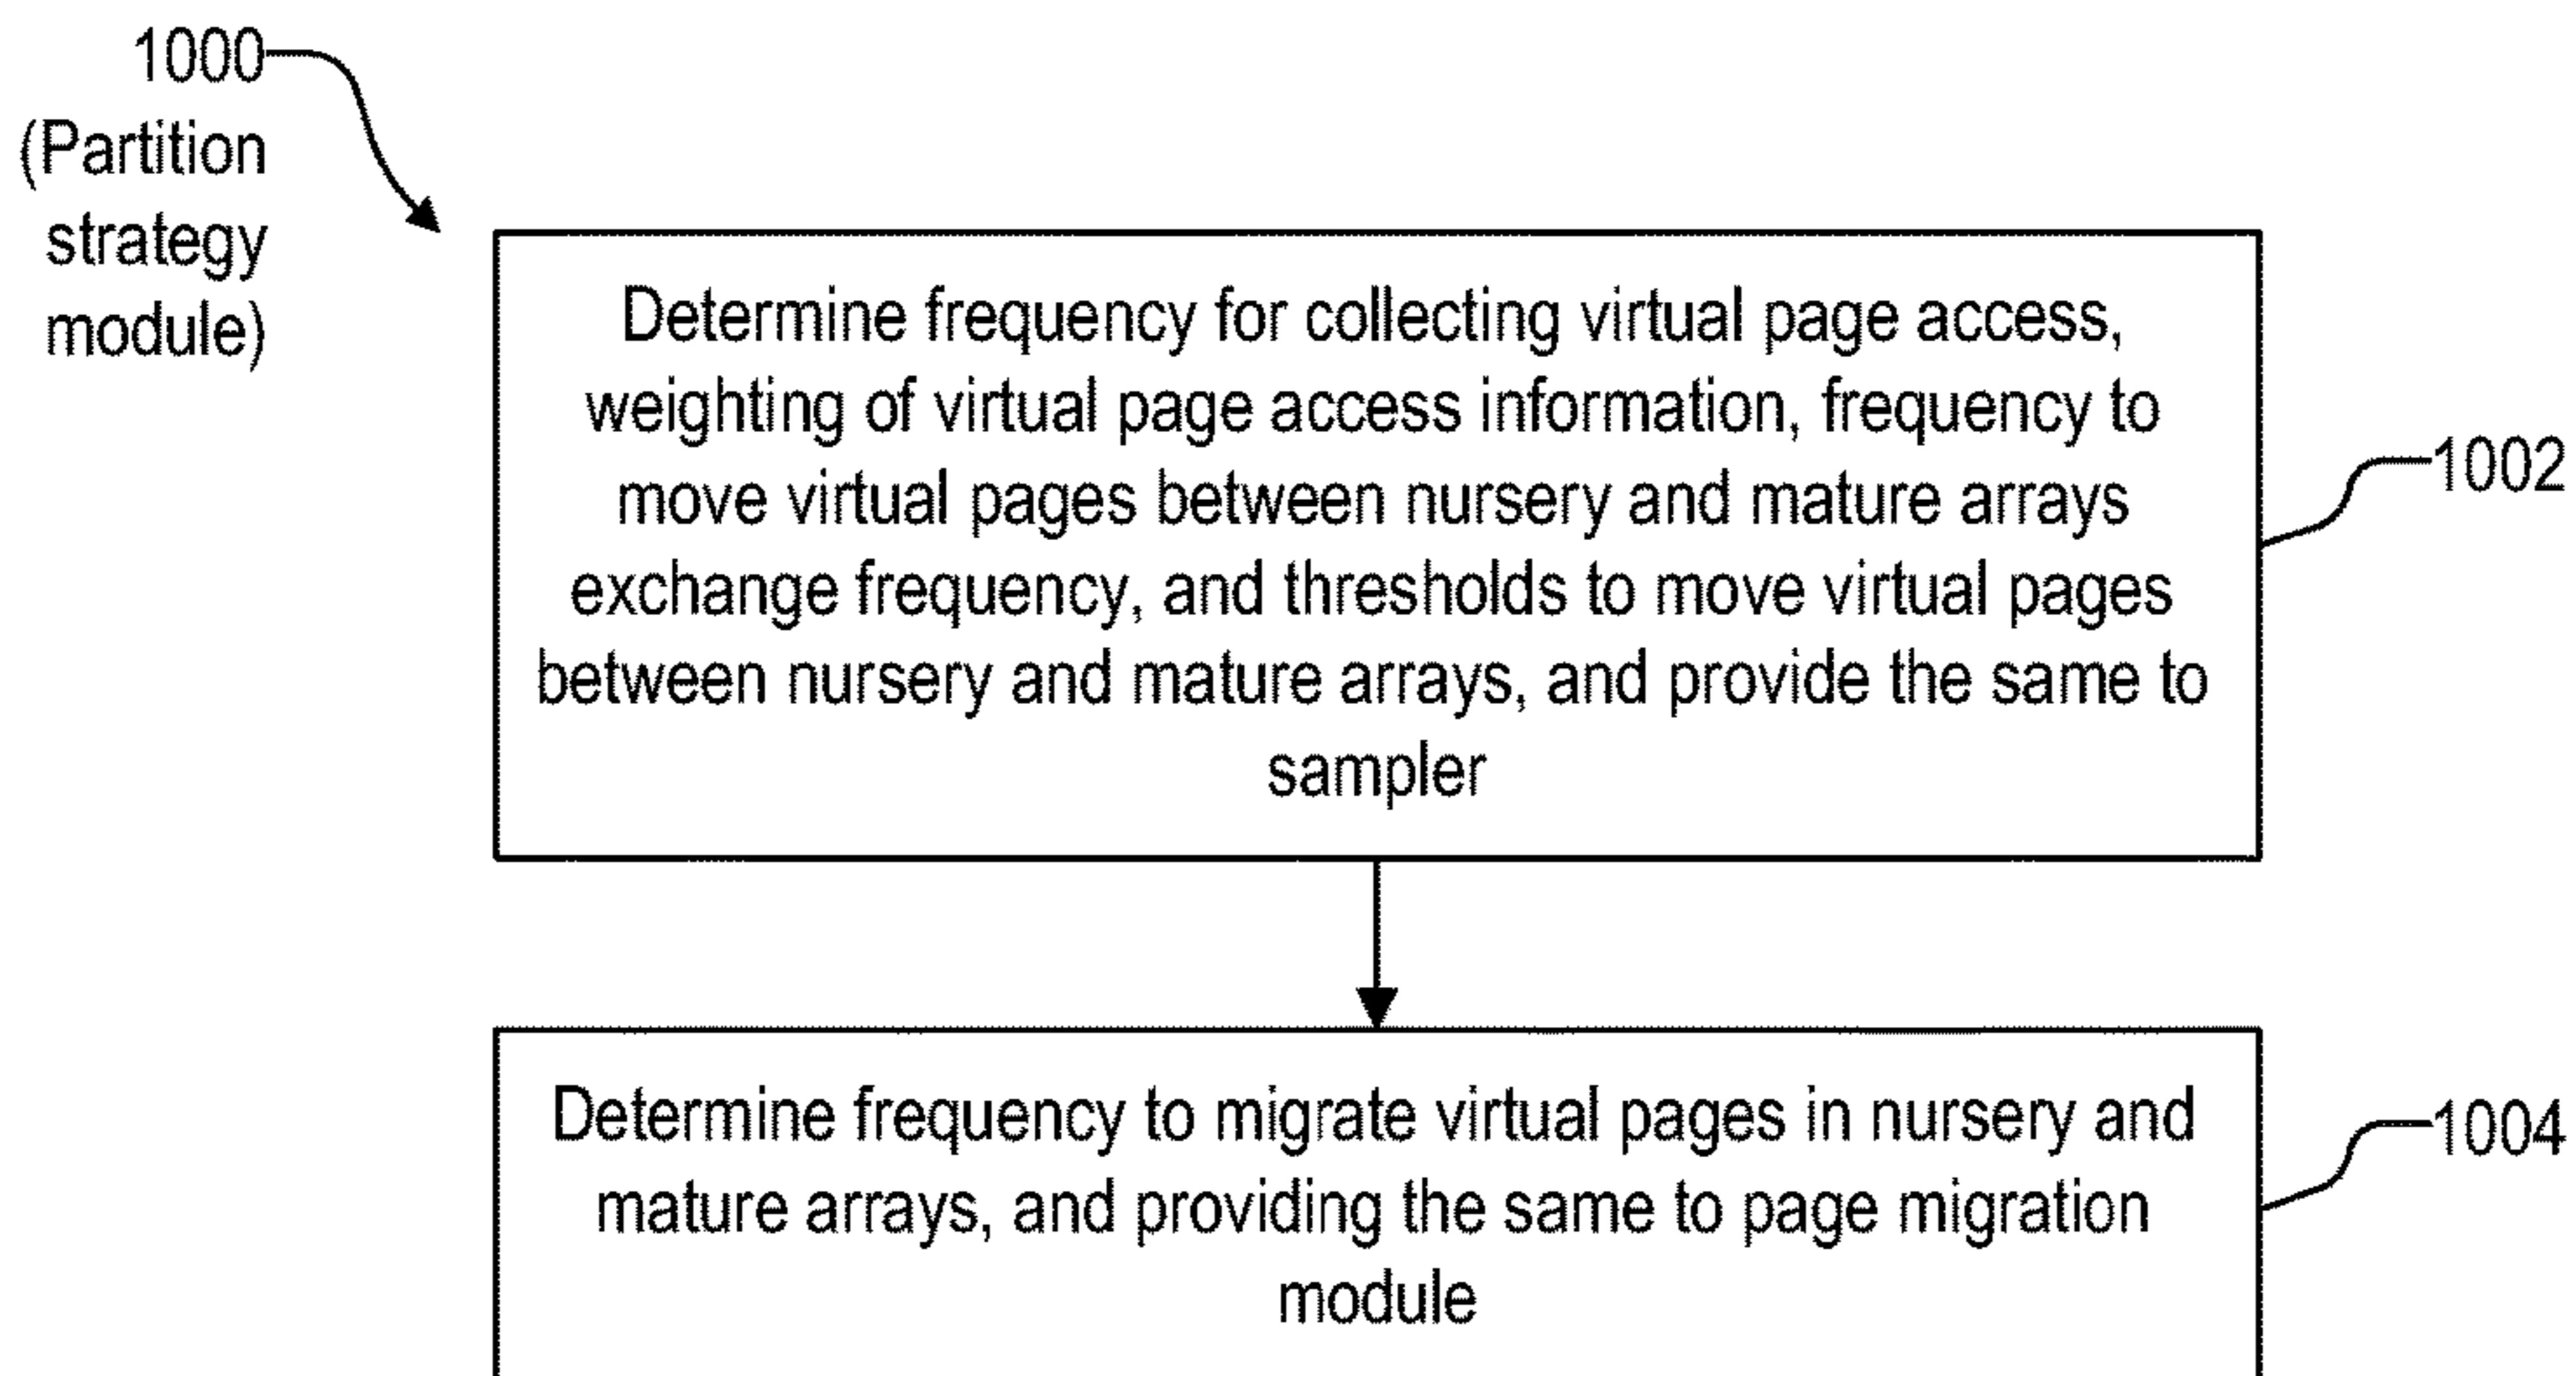 1000
(Partition
strategy
module)
Determine frequency for collecting virtual page access,
weighting of virtual page access information, frequency to
move virtual pages between nursery and mature arrays
exchange frequency, and thresholds to move virtual pages
between nursery and mature arrays, and provide the same to
sampler
1002
Determine frequency to migrate virtual pages in nursery and
mature arrays, and providing the same to page migration
module
1004